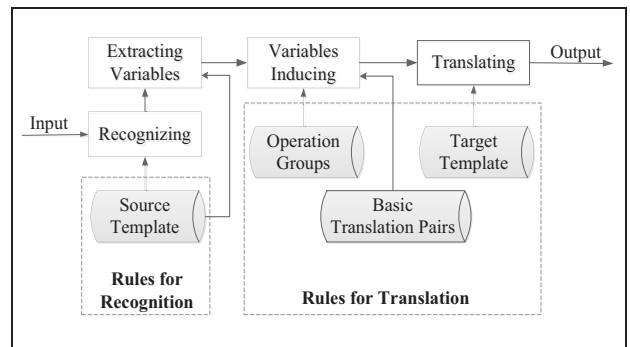 Extracting
Variables
Variables
Inducing
Translating
Output
Input
Recognizing
Operation
Groups
Target
Template
Source
Template
Basic
Translation Pairs
Rules for
Recognition
Rules for Translation